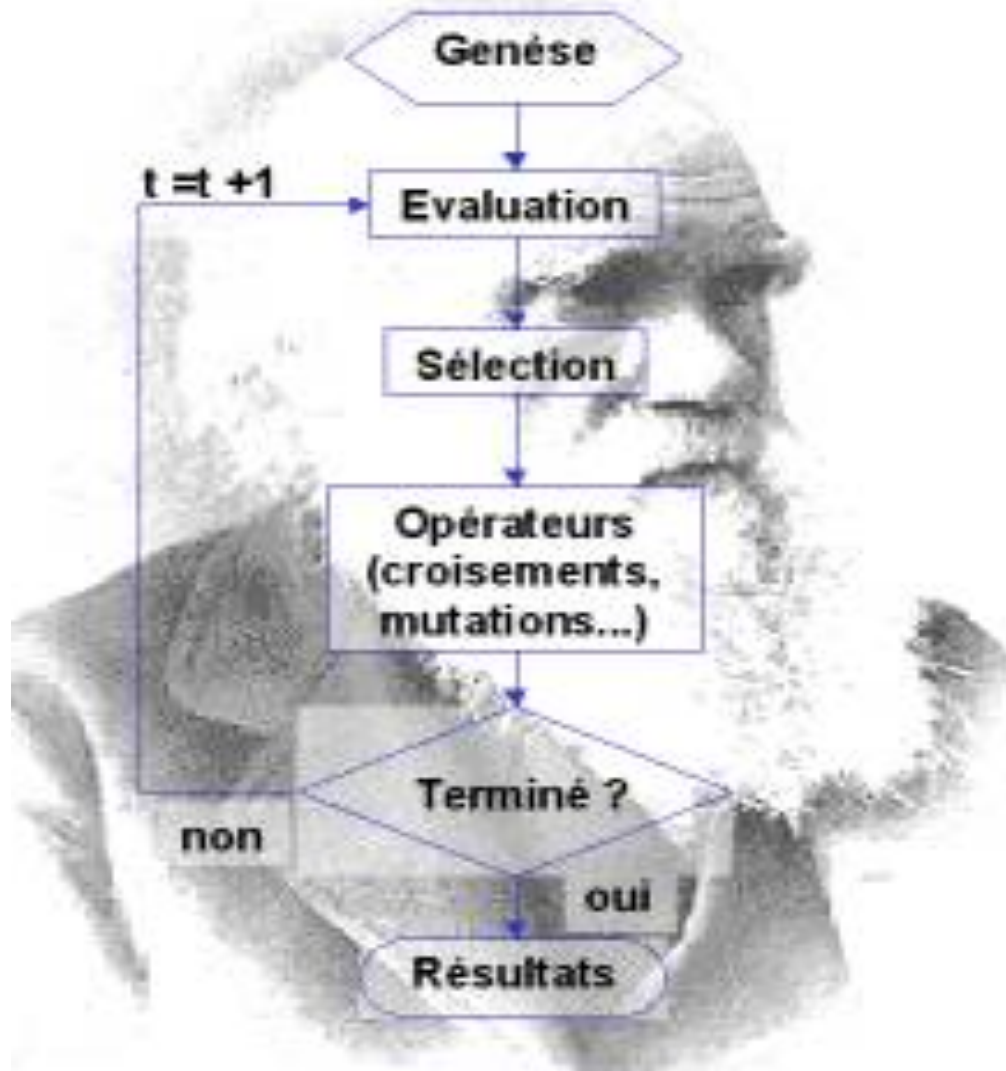 Genése
t =t +1
Evaluation
Sélection
Opérateurs
(croisements,
mutations...)
Terminé ?
non
oui
Résultats